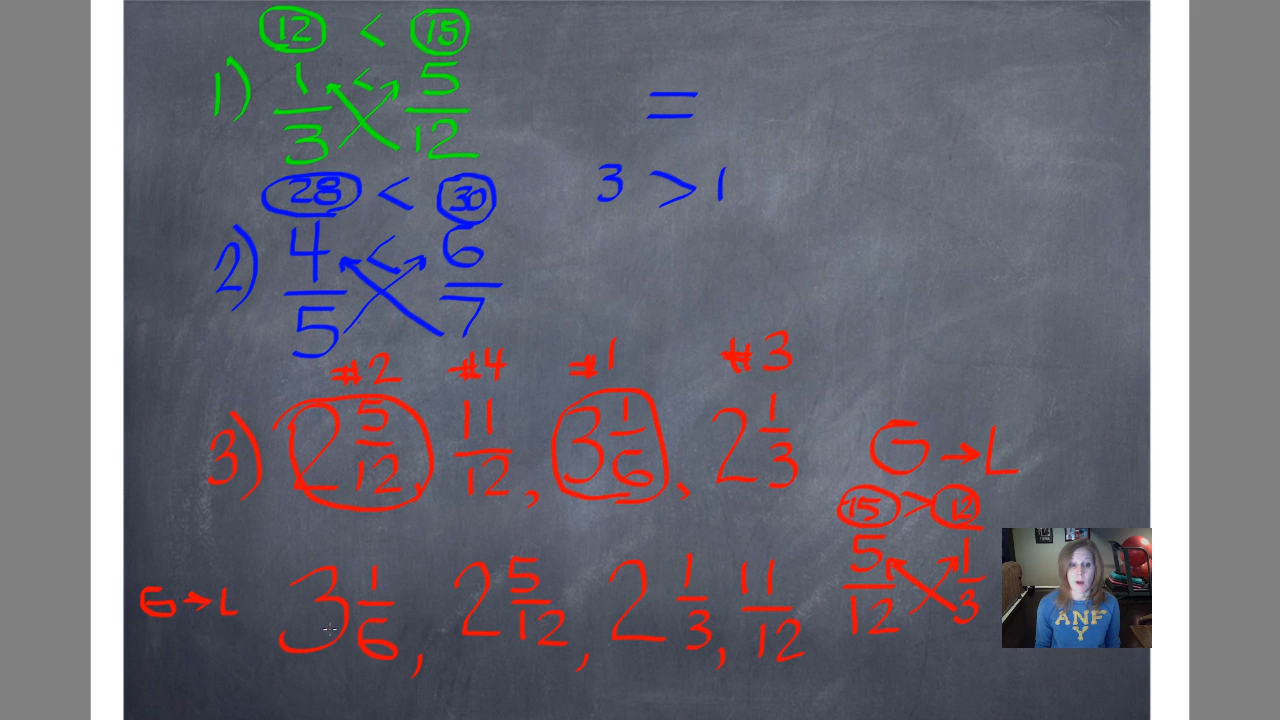 12 < 15
1) 1/3 < 5/12
=
28 < 30
3 > 1
2) 4/5 < 6/7
#2 #4 #1 #3
3) 2 5/12, 11/12, 3 1/6, 2 1/3
G→L
15 > 12
5/12 1/3
G→L 3 1/6, 2 5/12, 2 1/3, 11/12
ANF
Y